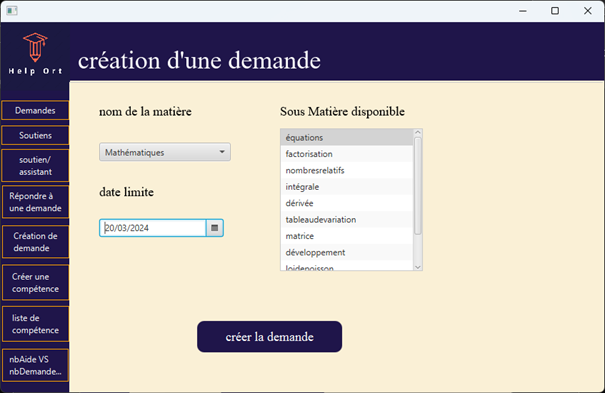 Help Ort
création d'une demande
Demandes
Soutiens
soutien/
assistant
Répondre à
une demande
Création de
demande
Créer une
compétence
liste de
compétence
nbAide VS
nbDemande...
nom de la matière
Mathématiques
date limite
20/03/2024
Sous Matière disponible
équations
factorisation
nombresrelatifs
intégrale
dérivée
tableaudevariation
matrice
développement
loidepoisson
créer la demande